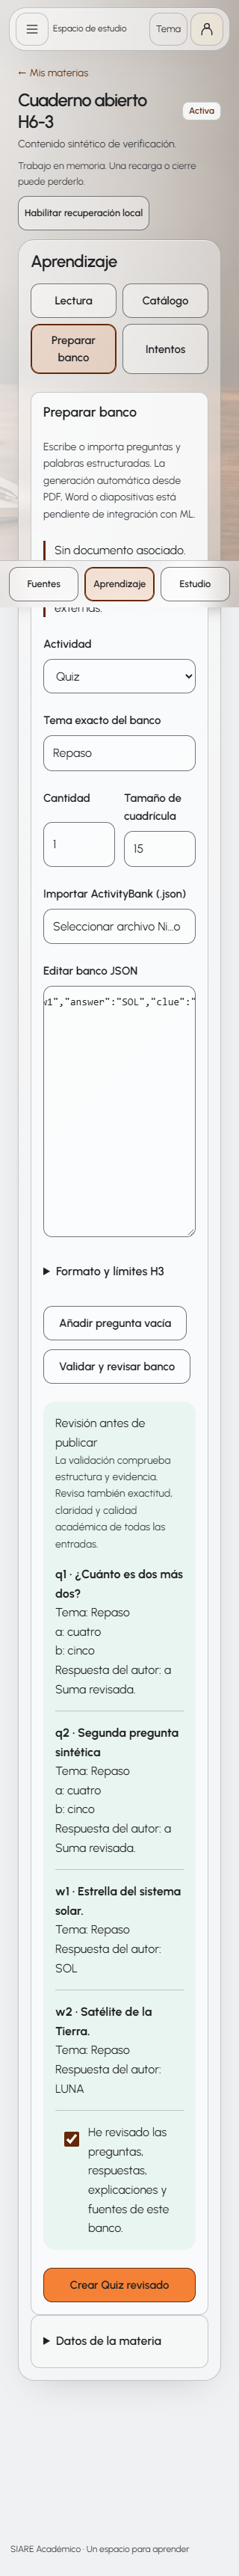 Espacio de estudio
Tema
← Mis materias
Cuaderno abierto
H6-3
Activa
Contenido sintético de verificación.
Trabajo en memoria. Una recarga o cierre
puede perderlo.
Habilitar recuperación local
Aprendizaje
Lectura
Catálogo
Preparar
banco
Intentos
Preparar banco
Escribe o importa preguntas y
palabras estructuradas. La
generación automática desde
PDF, Word o diapositivas está
pendiente de integración con ML.
Sin documento asociado.
Fuentes
Aprendizaje
Estudio
externas.
Actividad
Quiz
Tema exacto del banco
Repaso
Cantidad
Tamaño de
cuadrícula
1
15
Importar ActivityBank (.json)
Seleccionar archivo Ni...o
Editar banco JSON
w1","answer":"SOL","clue":"
Formato y límites H3
Añadir pregunta vacía
Validar y revisar banco
Revisión antes de
publicar
La validación comprueba
estructura y evidencia.
Revisa también exactitud,
claridad y calidad
académica de todas las
entradas.
q1 · ¿Cuánto es dos más
dos?
Tema: Repaso
a: cuatro
b: cinco
Respuesta del autor: a
Suma revisada.
q2 · Segunda pregunta
sintética
Tema: Repaso
a: cuatro
b: cinco
Respuesta del autor: a
Suma revisada.
w1 · Estrella del sistema
solar.
Tema: Repaso
Respuesta del autor:
SOL
w2 · Satélite de la
Tierra.
Tema: Repaso
Respuesta del autor:
LUNA
He revisado las
preguntas,
respuestas,
explicaciones y
fuentes de este
banco.
Crear Quiz revisado
Datos de la materia
SIARE Académico · Un espacio para aprender